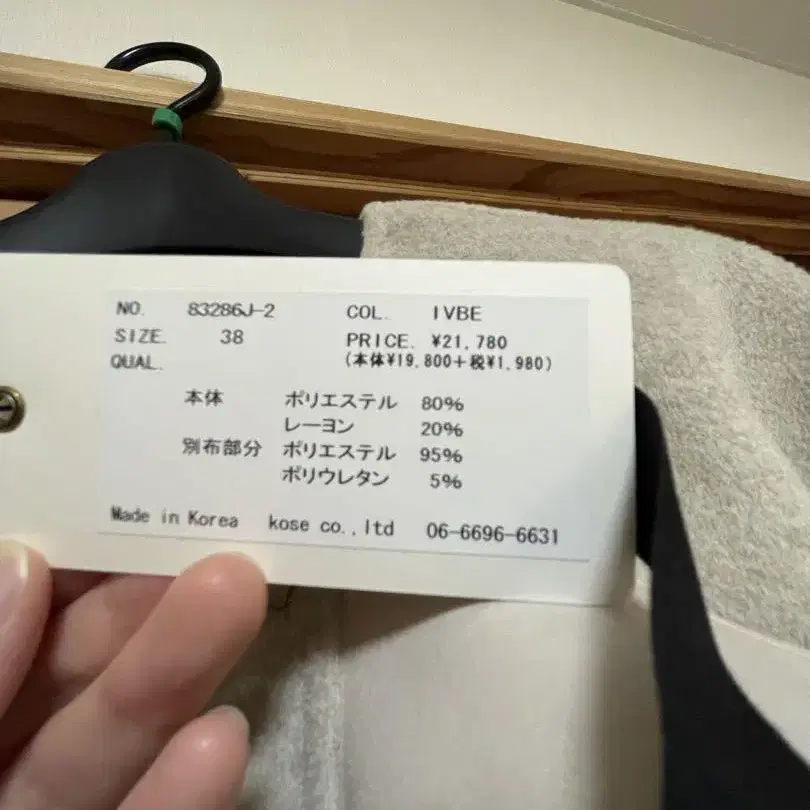 NO. 83286J-2 COL. IVBE
SIZE. 38 PRICE. ¥21,780
QUAL. (本体¥19,800+税¥1,980)
本体 ポリエステル 80%
レーヨン 20%
別布部分 ポリエステル 95%
ポリウレタン 5%
Made in Korea kose co.,ltd 06-6696-6631